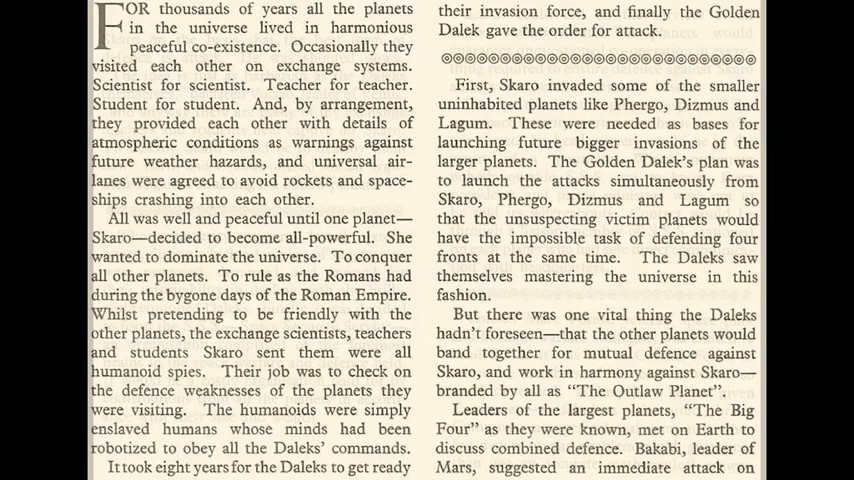 FOR thousands of years all the planets
in the universe lived in harmonious
peaceful co-existence. Occasionally they
visited each other on exchange systems.
Scientist for scientist. Teacher for teacher.
Student for student. And, by arrangement,
they provided each other with details of
atmospheric conditions as warnings against
future weather hazards, and universal air-
lanes were agreed to avoid rockets and space-
ships crashing into each other.
All was well and peaceful until one planet—
Skaro—decided to become all-powerful. She
wanted to dominate the universe. To conquer
all other planets. To rule as the Romans had
during the bygone days of the Roman Empire.
Whilst pretending to be friendly with the
other planets, the exchange scientists, teachers
and students Skaro sent them were all
humanoid spies. Their job was to check on
the defence weaknesses of the planets they
were visiting. The humanoids were simply
enslaved humans whose minds had been
robotized to obey all the Daleks' commands.
It took eight years for the Daleks to get ready
their invasion force, and finally the Golden
Dalek gave the order for attack.
First, Skaro invaded some of the smaller
uninhabited planets like Phergo, Dizmus and
Lagum. These were needed as bases for
launching future bigger invasions of the
larger planets. The Golden Dalek's plan was
to launch the attacks simultaneously from
Skaro, Phergo, Dizmus and Lagum so
that the unsuspecting victim planets would
have the impossible task of defending four
fronts at the same time. The Daleks saw
themselves mastering the universe in this
fashion.
But there was one vital thing the Daleks
hadn't foreseen—that the other planets would
band together for mutual defence against
Skaro, and work in harmony against Skaro—
branded by all as "The Outlaw Planet".
Leaders of the largest planets, "The Big
Four" as they were known, met on Earth to
discuss combined defence. Bakabi, leader of
Mars, suggested an immediate attack on